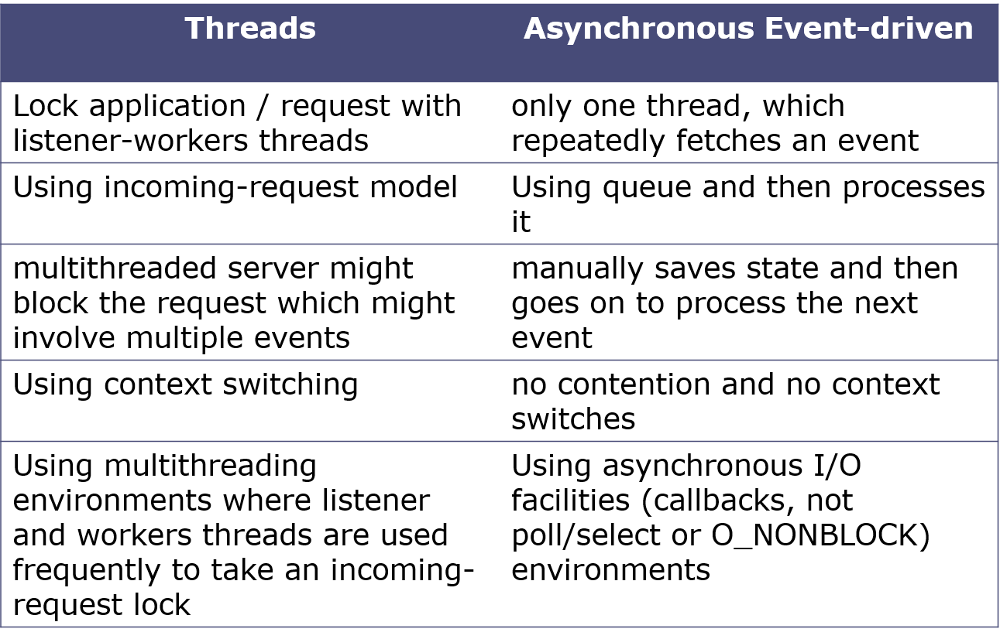 Threads
Asynchronous Event-driven
Lock application / request with
listener-workers threads
only one thread, which
repeatedly fetches an event
Using incoming-request model
Using queue and then processes
it
multithreaded server might
block the request which might
involve multiple events
manually saves state and then
goes on to process the next
event
Using context switching
no contention and no context
switches
Using multithreading
environments where listener
and workers threads are used
frequently to take an incoming-
request lock
Using asynchronous I/O
facilities (callbacks, not
poll/select or O_NONBLOCK)
environments